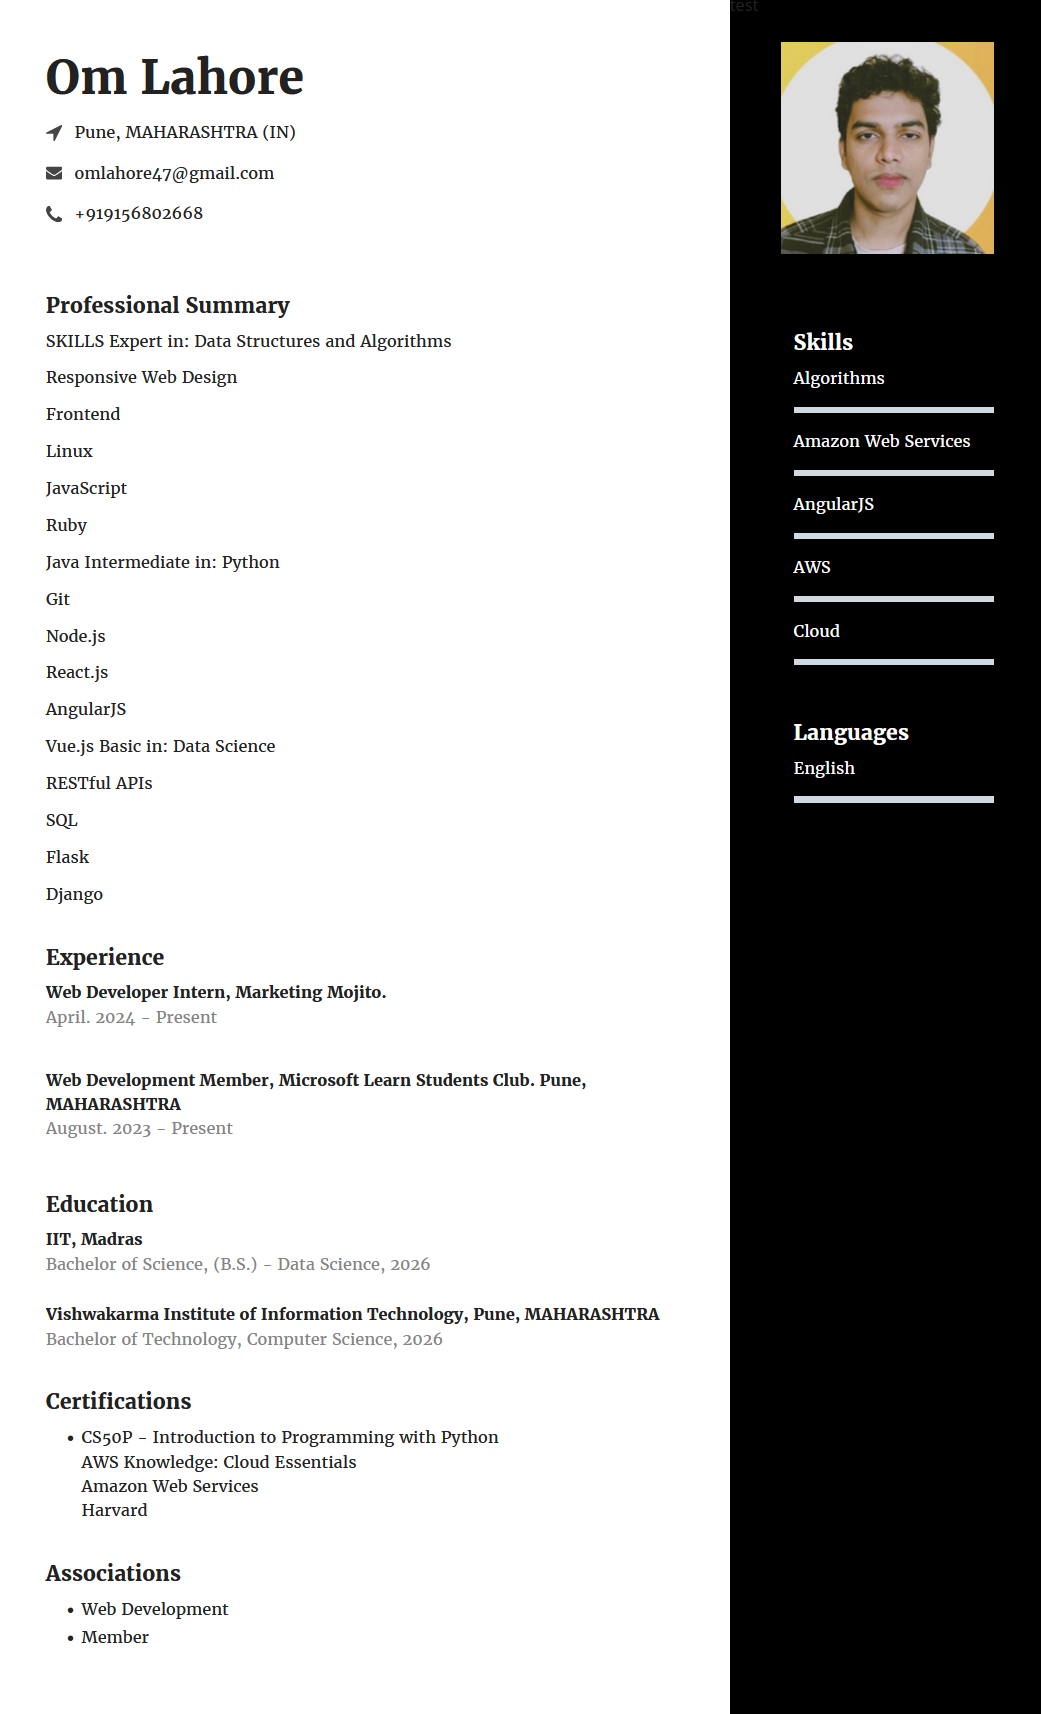 Om Lahore
Pune, MAHARASHTRA (IN)
omlahore47@gmail.com
+919156802668
Professional Summary
SKILLS Expert in: Data Structures and Algorithms
Responsive Web Design
Frontend
Linux
JavaScript
Ruby
Java Intermediate in: Python
Git
Node.js
React.js
AngularJS
Vue.js Basic in: Data Science
RESTful APIs
SQL
Flask
Django
Experience
Web Developer Intern, Marketing Mojito.
April. 2024 - Present
Web Development Member, Microsoft Learn Students Club. Pune,
MAHARASHTRA
August. 2023 - Present
Education
IIT, Madras
Bachelor of Science, (B.S.) - Data Science, 2026
Vishwakarma Institute of Information Technology, Pune, MAHARASHTRA
Bachelor of Technology, Computer Science, 2026
Certifications
• CS50P - Introduction to Programming with Python
AWS Knowledge: Cloud Essentials
Amazon Web Services
Harvard
Associations
• Web Development
• Member
test
Skills
Algorithms
Amazon Web Services
AngularJS
AWS
Cloud
Languages
English